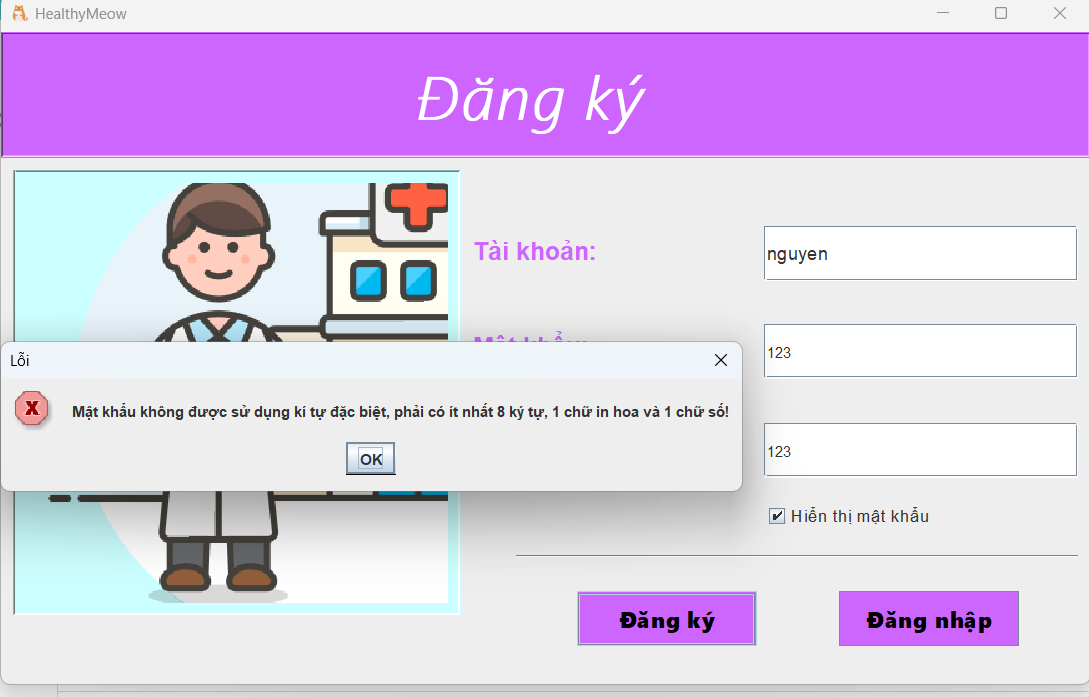 HealthyMeow
Đăng ký
Tài khoản:
nguyen
Mật khẩu:
123
Lỗi
Mật khẩu không được sử dụng kí tự đặc biệt, phải có ít nhất 8 ký tự, 1 chữ in hoa và 1 chữ số!
OK
123
Hiển thị mật khẩu
Đăng ký
Đăng nhập